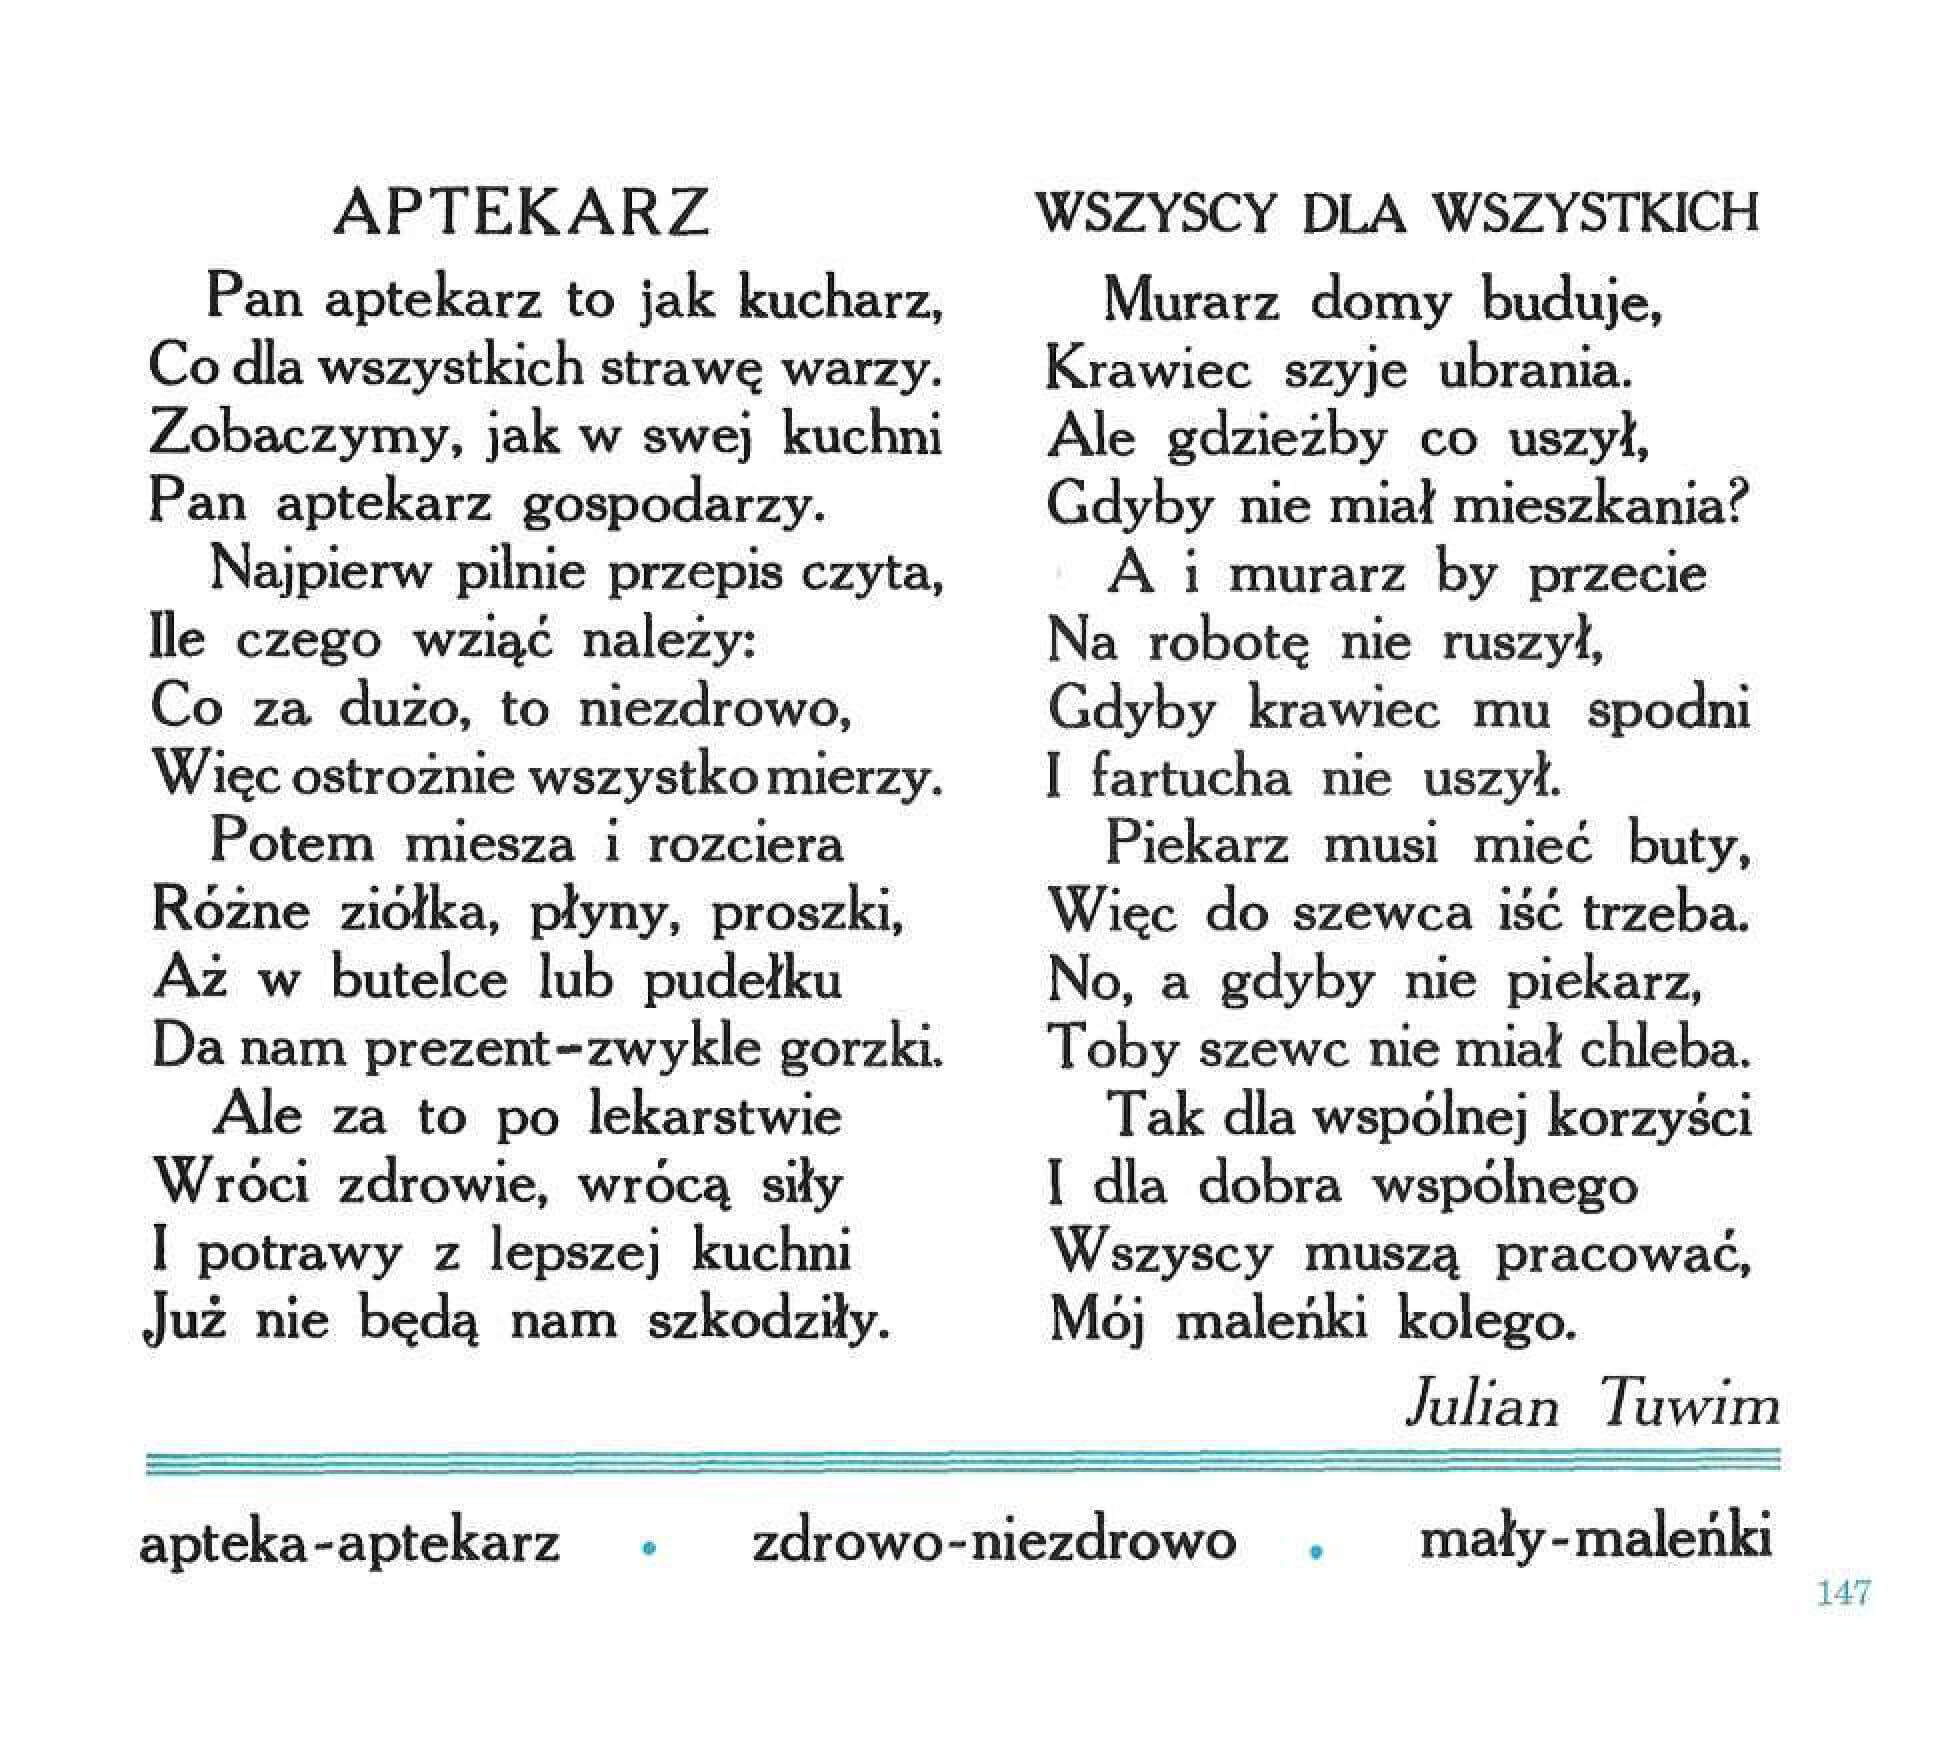 APTEKARZ
Pan aptekarz to jak kucharz,
Co dla wszystkich strawę warzy.
Zobaczymy, jak w swej kuchni
Pan aptekarz gospodarzy.
Najpierw pilnie przepis czyta,
Ile czego wziąć należy:
Co za dużo, to niezdrowo,
Więc ostrożnie wszystko mierzy.
Potem miesza i rozciera
Różne ziółka, płyny, proszki,
Aż w butelce lub pudełku
Da nam prezent-zwykle gorzki.
Ale za to po lekarstwie
Wróci zdrowie, wrócą siły
I potrawy z lepszej kuchni
Już nie będą nam szkodziły.
WSZYSCY DLA WSZYSTKICH
Murarz domy buduje,
Krawiec szyje ubrania.
Ale gdzieżby co uszył,
Gdyby nie miał mieszkania?
A i murarz by przecie
Na robotę nie ruszył,
Gdyby krawiec mu spodni
I fartucha nie uszył.
Piekarz musi mieć buty,
Więc do szewca iść trzeba.
No, a gdyby nie piekarz,
Toby szewc nie miał chleba.
Tak dla wspólnej korzyści
I dla dobra wspólnego
Wszyscy muszą pracować,
Mój maleńki kolego.
Julian Tuwim
apteka-aptekarz • zdrowo-niezdrowo • mały-maleńki
147